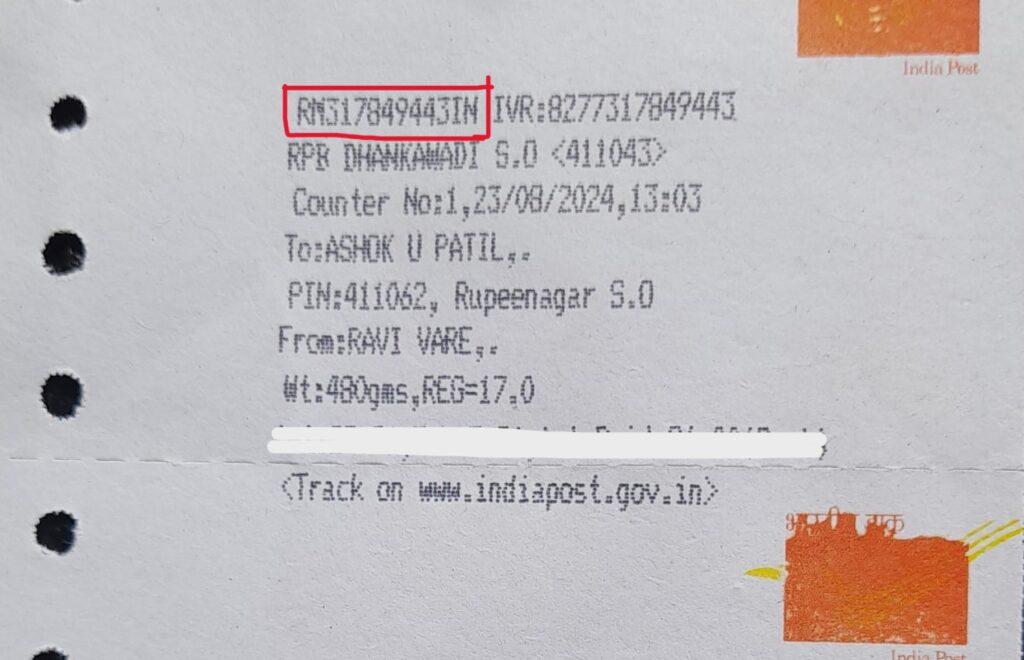 India Post
RN317849443IN IVR:8277317849443
RPB DHANKAWADI S.O <411043>
Counter No:1,23/08/2024,13:03
To:ASHOK U PATIL,.
PIN:411062, Rupeenagar S.O
From:RAVI VARE,.
Wt:480gms,REG=17.0
<Track on www.indiapost.gov.in>
India Post